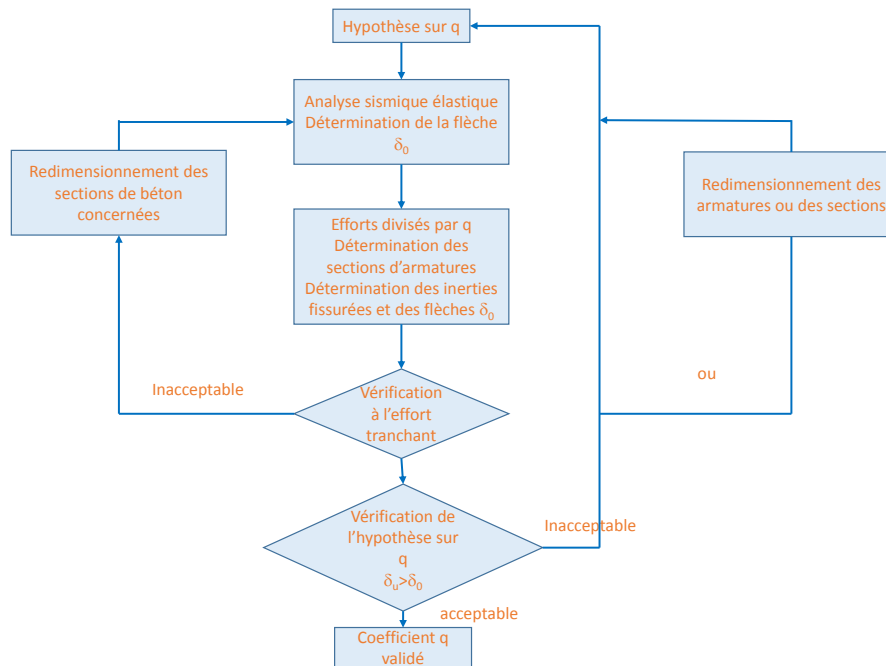 Hypothèse sur q
Analyse sismique élastique
Détermination de la flèche
δ₀
Redimensionnement des
sections de béton
concernées
Redimensionnement des
armatures ou des sections
Efforts divisés par q
Détermination des
sections d’armatures
Détermination des inerties
fissurées et des flèches δ₀
ou
Inacceptable
Vérification
à l’effort
tranchant
Vérification de
l’hypothèse sur
q
δᵤ>δ₀
Inacceptable
acceptable
Coefficient q
validé